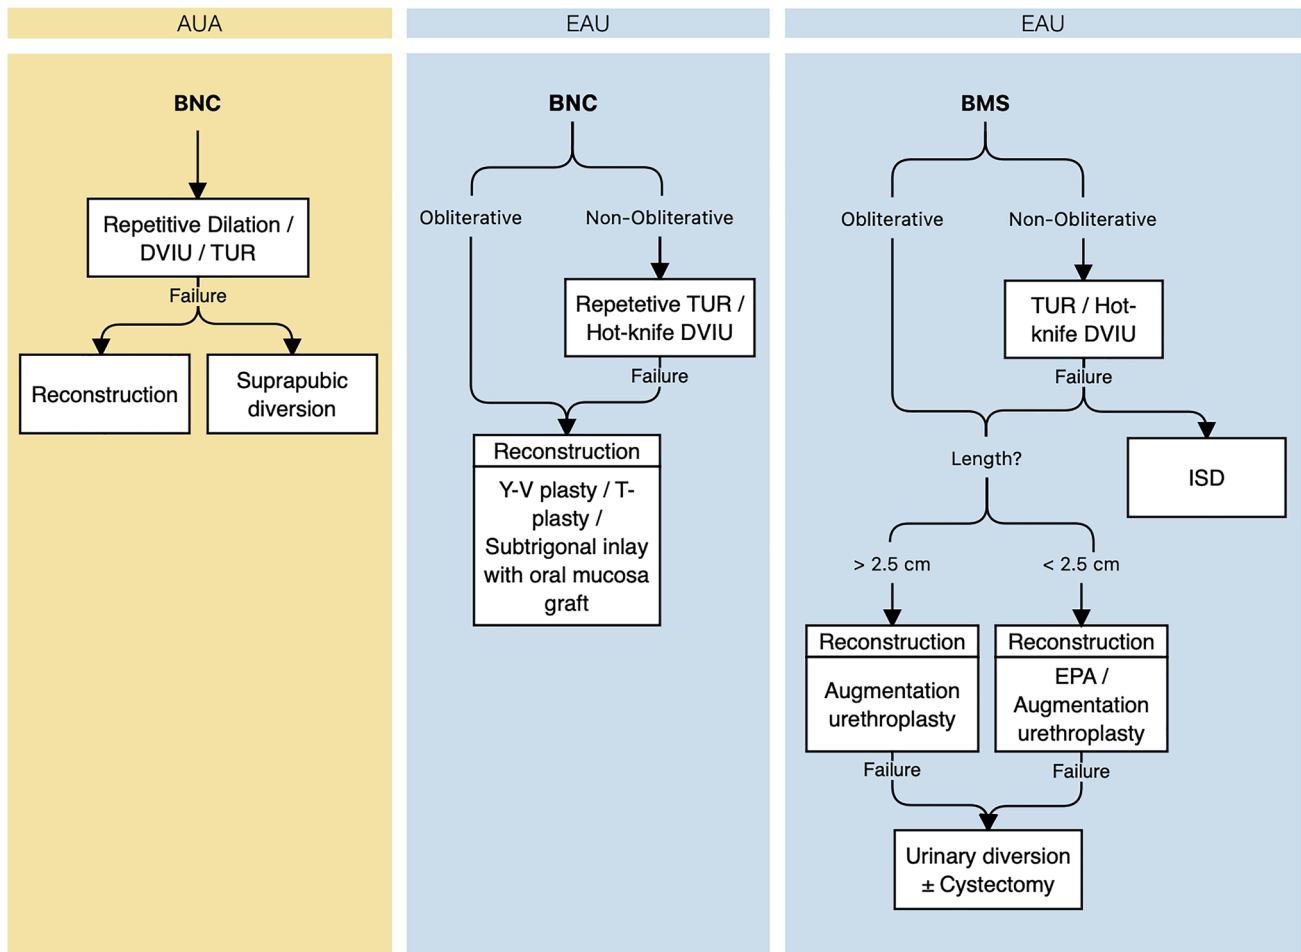 AUA
BNC
Repetitive Dilation /
DVIU / TUR
Failure
Reconstruction
Suprapubic
diversion
EAU
BNC
Obliterative
Non-Obliterative
Repetetive TUR /
Hot-knife DVIU
Failure
Reconstruction
Y-V plasty / T-
plasty /
Subtrigonal inlay
with oral mucosa
graft
EAU
BMS
Obliterative
Non-Obliterative
TUR / Hot-
knife DVIU
Failure
Length?
ISD
> 2.5 cm
< 2.5 cm
Reconstruction
Augmentation
urethroplasty
Reconstruction
EPA /
Augmentation
urethroplasty
Failure
Failure
Urinary diversion
± Cystectomy